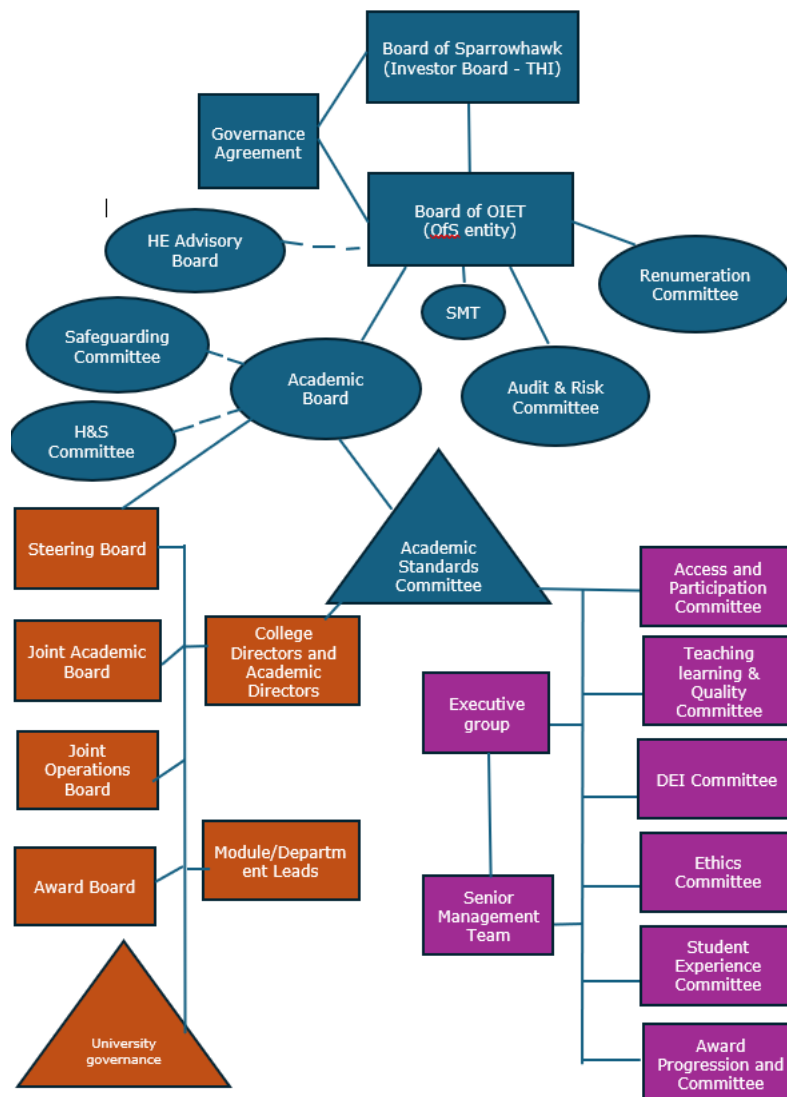 Board of Sparrowhawk
(Investor Board - THI)
Governance
Agreement
Board of OIET
(OfS entity)
HE Advisory
Board
Renumeration
Committee
SMT
Safeguarding
Committee
Academic
Board
Audit & Risk
Committee
H&S
Committee
Steering Board
Academic
Standards
Committee
Access and
Participation
Committee
Joint Academic
Board
College
Directors and
Academic
Directors
Teaching
learning &
Quality
Committee
Executive
group
Joint
Operations
Board
DEI Committee
Award Board
Module/Departm
ent Leads
Ethics
Committee
Senior
Management
Team
Student
Experience
Committee
University
governance
Award
Progression and
Committee